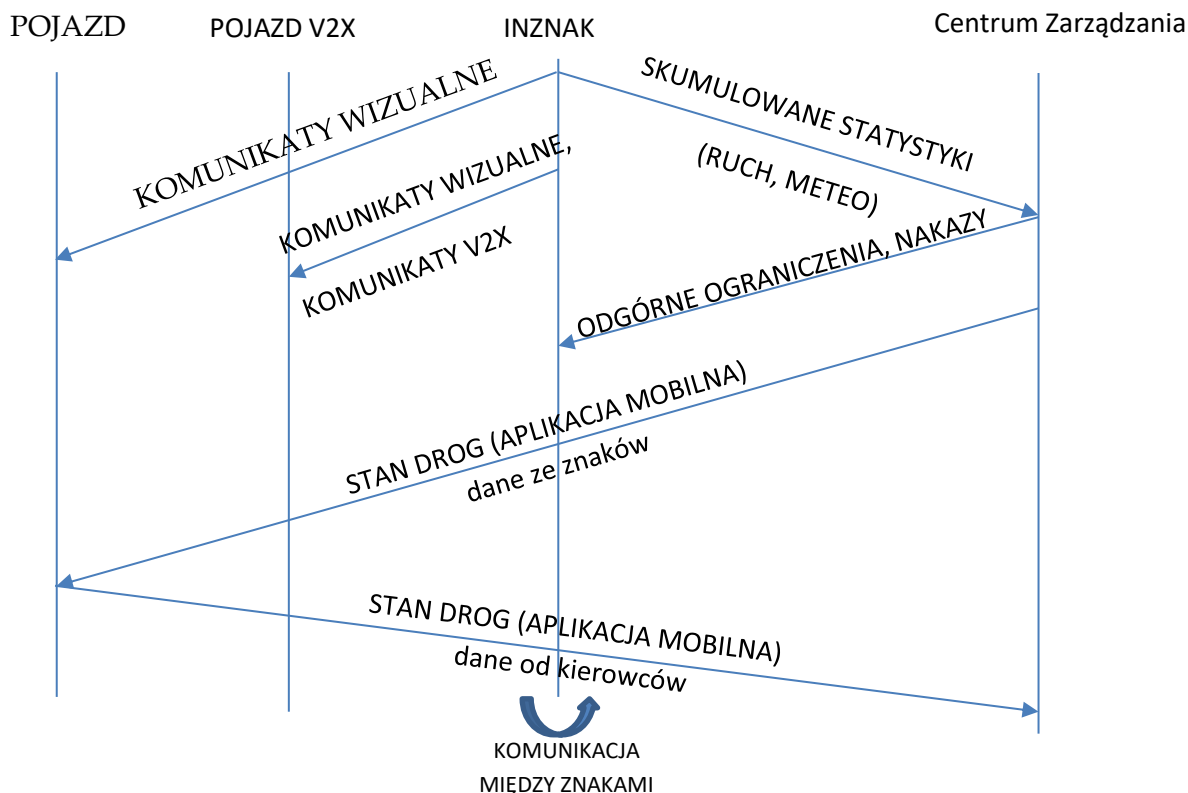 POJAZD
POJAZD V2X
INZNAK
Centrum Zarządzania
KOMUNIKATY WIZUALNE
SKUMULOWANE STATYSTYKI
(RUCH, METEO)
KOMUNIKATY WIZUALNE,
KOMUNIKATY V2X
ODGÓRNE OGRANICZENIA, NAKAZY
STAN DROG (APLIKACJA MOBILNA)
dane ze znaków
STAN DROG (APLIKACJA MOBILNA)
dane od kierowców
KOMUNIKACJA
MIĘDZY ZNAKAMI